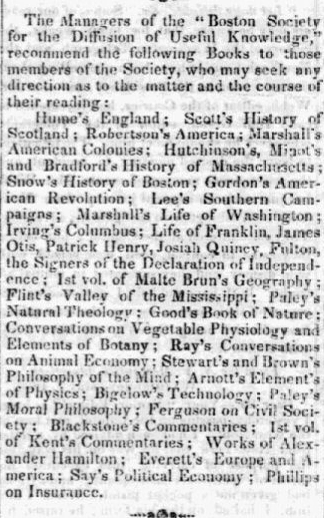 The Managers of the "Boston Society
for the Diffusion of Useful Knowledge,"
recommend the following Books to those
members of the Society, who may seek any
direction as to the matter and the course of
their reading:
Hume's England; Scott's History of
Scotland; Robertson's America; Marshall's
American Colonies; Hutchinson's, Minot's
and Bradford's History of Massachusetts;
Snow's History of Boston; Gordon's Amer-
ican Revolution; Lee's Southern Cam-
paigns; Marshall's Life of Washington;
Irving's Columbus; Life of Franklin, James
Otis, Patrick Henry, Josiah Quincy, Fulton,
the Signers of the Declaration of Independ-
ence; 1st vol. of Malte Brun's Geography;
Flint's Valley of the Mississippi; Paley's
Natural Theology; Good's Book of Nature;
Conversations on Vegetable Physiology and
Elements of Botany; Ray's Conversations
on Animal Economy; Stewart's and Brown's
Philosophy of the Mind; Arnott's Element's
of Physics; Bigelow's Technology; Paley's
Moral Philosophy; Ferguson on Civil Soci-
ety; Blackstone's Commentaries; 1st vol.
of Kent's Commentaries; Works of Alex-
ander Hamilton; Everett's Europe and A-
merica; Say's Political Economy; Phillips
on Insurance.